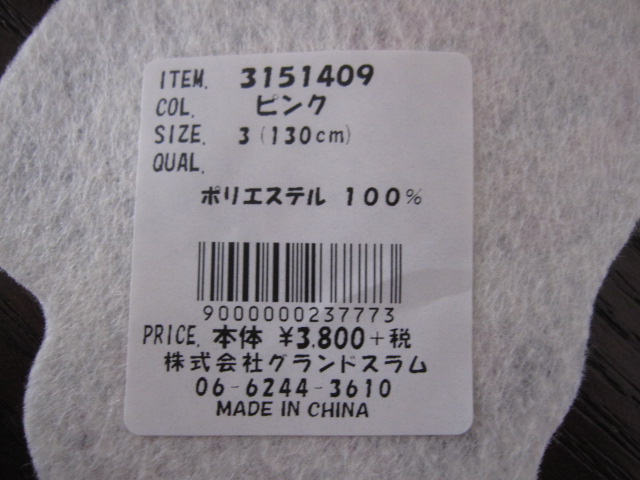 ITEM. 3151409
COL. ピンク
SIZE. 3 (130cm)
QUAL.
ポリエステル 100%
9000000237773
PRICE. 本体 ¥3.800+税
株式会社グランドスラム
06-6244-3610
MADE IN CHINA